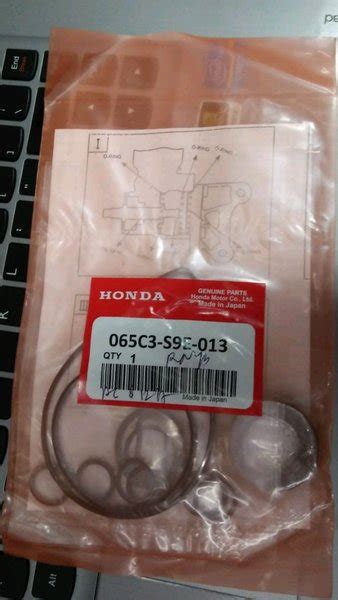 End
I
O-RING
O-RING
O-RING
HONDA
GENUINE PARTS
Honda Motor Co., Ltd.
Made in Japan
065C3-S9E-013
QTY 1
Made in Japan